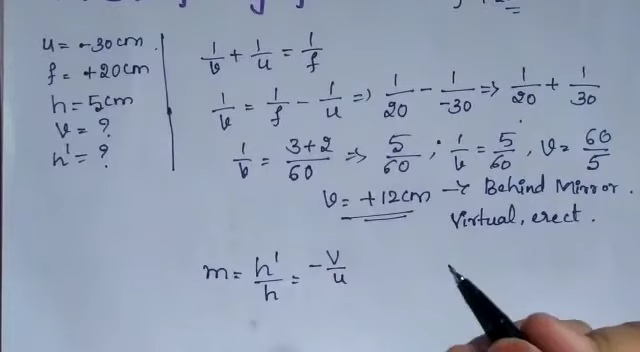 u = -30cm
f = +20cm
h = 5cm
v = ?
h' = ?
1/v + 1/u = 1/f
1/v = 1/f - 1/u => 1/20 - 1/-30 => 1/20 + 1/30
1/v = 3+2/60 => 5/60 ; 1/v = 5/60 , v = 60/5
v = +12cm → Behind Mirror.
Virtual, erect.
m = h'/h = -v/u